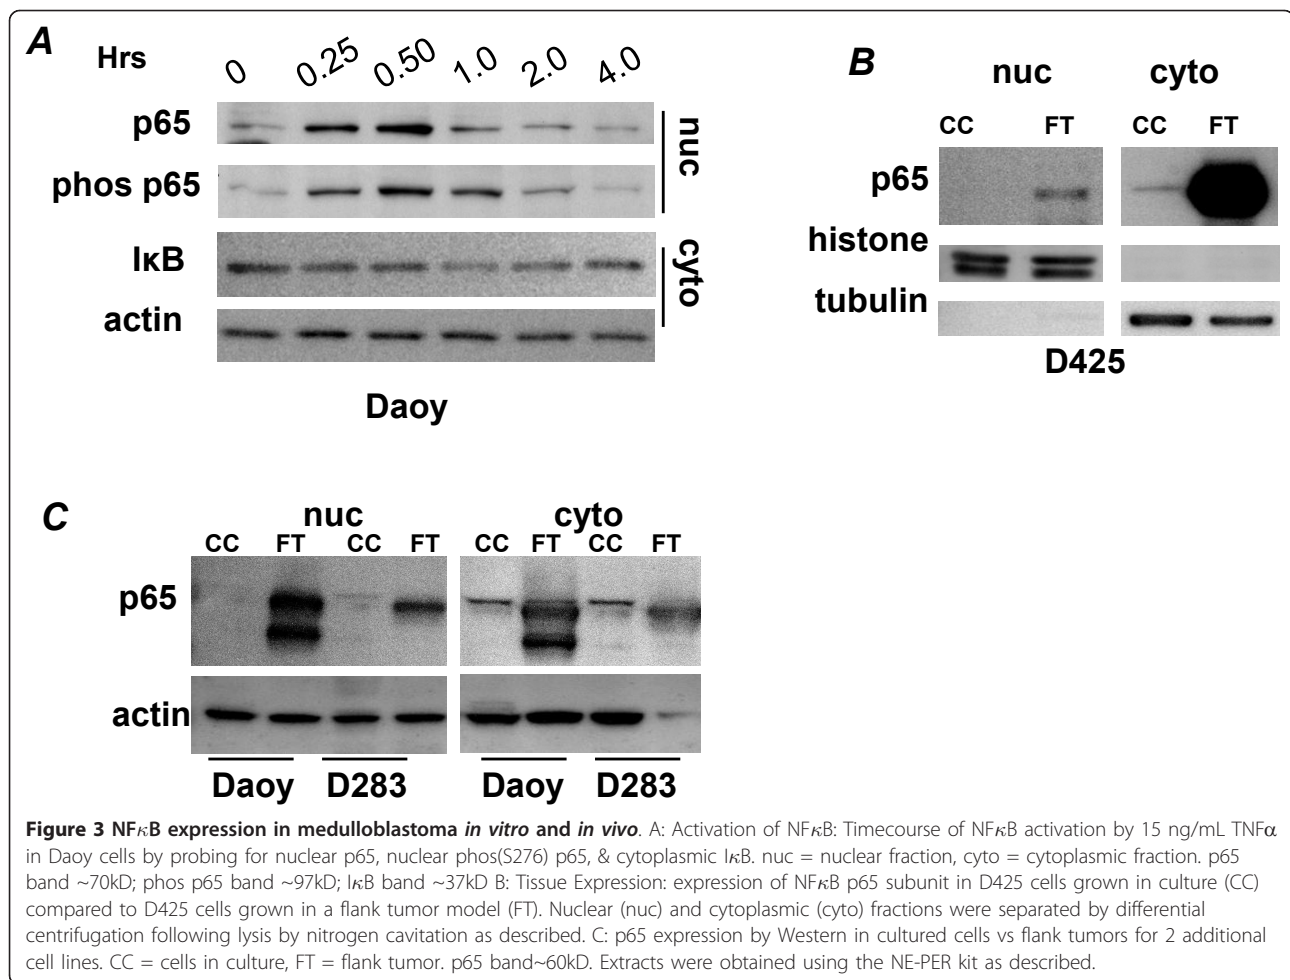 A
Hrs 0 0.25 0.50 1.0 2.0 4.0
p65
phos p65
nuc
IκB
actin
cyto
Daoy
B
nuc cyto
CC FT CC FT
p65
histone
tubulin
D425
C
nuc cyto
CC FT CC FT CC FT CC FT
p65
actin
Daoy D283 Daoy D283
Figure 3 NFκB expression in medulloblastoma in vitro and in vivo. A: Activation of NFκB: Timecourse of NFκB activation by 15 ng/mL TNFα
in Daoy cells by probing for nuclear p65, nuclear phos(S276) p65, & cytoplasmic IκB. nuc = nuclear fraction, cyto = cytoplasmic fraction. p65
band ~70kD; phos p65 band ~97kD; IκB band ~37kD B: Tissue Expression: expression of NFκB p65 subunit in D425 cells grown in culture (CC)
compared to D425 cells grown in a flank tumor model (FT). Nuclear (nuc) and cytoplasmic (cyto) fractions were separated by differential
centrifugation following lysis by nitrogen cavitation as described. C: p65 expression by Western in cultured cells vs flank tumors for 2 additional
cell lines. CC = cells in culture, FT = flank tumor. p65 band~60kD. Extracts were obtained using the NE-PER kit as described.